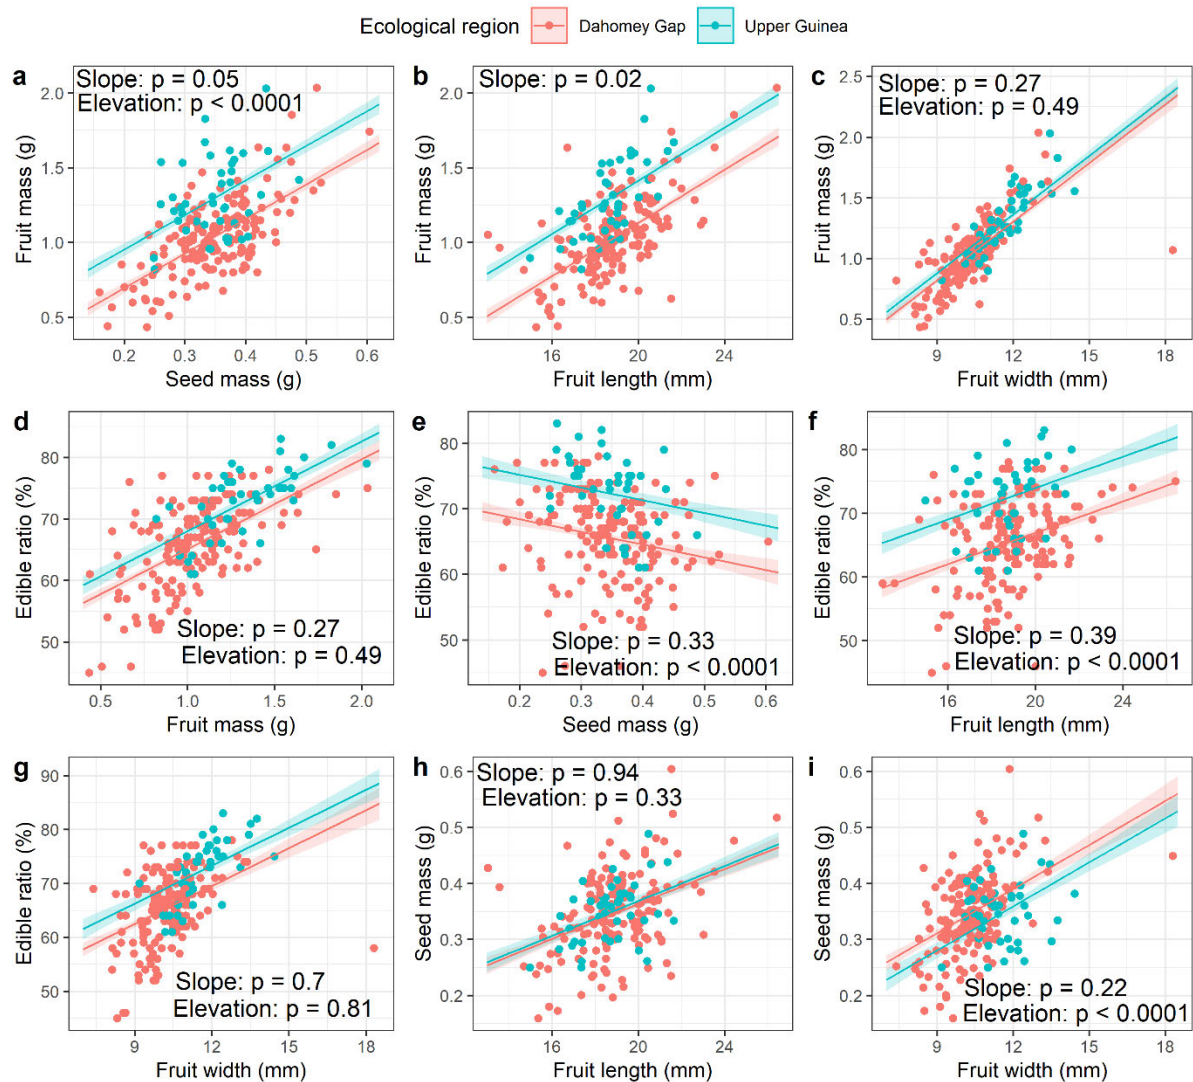 Ecological region Dahomey Gap Upper Guinea
a
Slope: p = 0.05
Elevation: p < 0.0001
Fruit mass (g)
2.0
1.5
1.0
0.5
0.2 0.3 0.4 0.5 0.6
Seed mass (g)
b
Slope: p = 0.02
Fruit mass (g)
2.0
1.5
1.0
0.5
16 20 24
Fruit length (mm)
c
Slope: p = 0.27
Elevation: p = 0.49
Fruit mass (g)
2.5
2.0
1.5
1.0
0.5
9 12 15 18
Fruit width (mm)
d
Edible ratio (%)
80
70
60
50
Slope: p = 0.27
Elevation: p = 0.49
0.5 1.0 1.5 2.0
Fruit mass (g)
e
Edible ratio (%)
80
70
60
50
Slope: p = 0.33
Elevation: p < 0.0001
0.2 0.3 0.4 0.5 0.6
Seed mass (g)
f
Edible ratio (%)
80
70
60
50
Slope: p = 0.39
Elevation: p < 0.0001
16 20 24
Fruit length (mm)
g
Edible ratio (%)
90
80
70
60
50
Slope: p = 0.7
Elevation: p = 0.81
9 12 15 18
Fruit width (mm)
h
Slope: p = 0.94
Elevation: p = 0.33
Seed mass (g)
0.6
0.5
0.4
0.3
0.2
16 20 24
Fruit length (mm)
i
Seed mass (g)
0.6
0.5
0.4
0.3
0.2
Slope: p = 0.22
Elevation: p < 0.0001
9 12 15 18
Fruit width (mm)